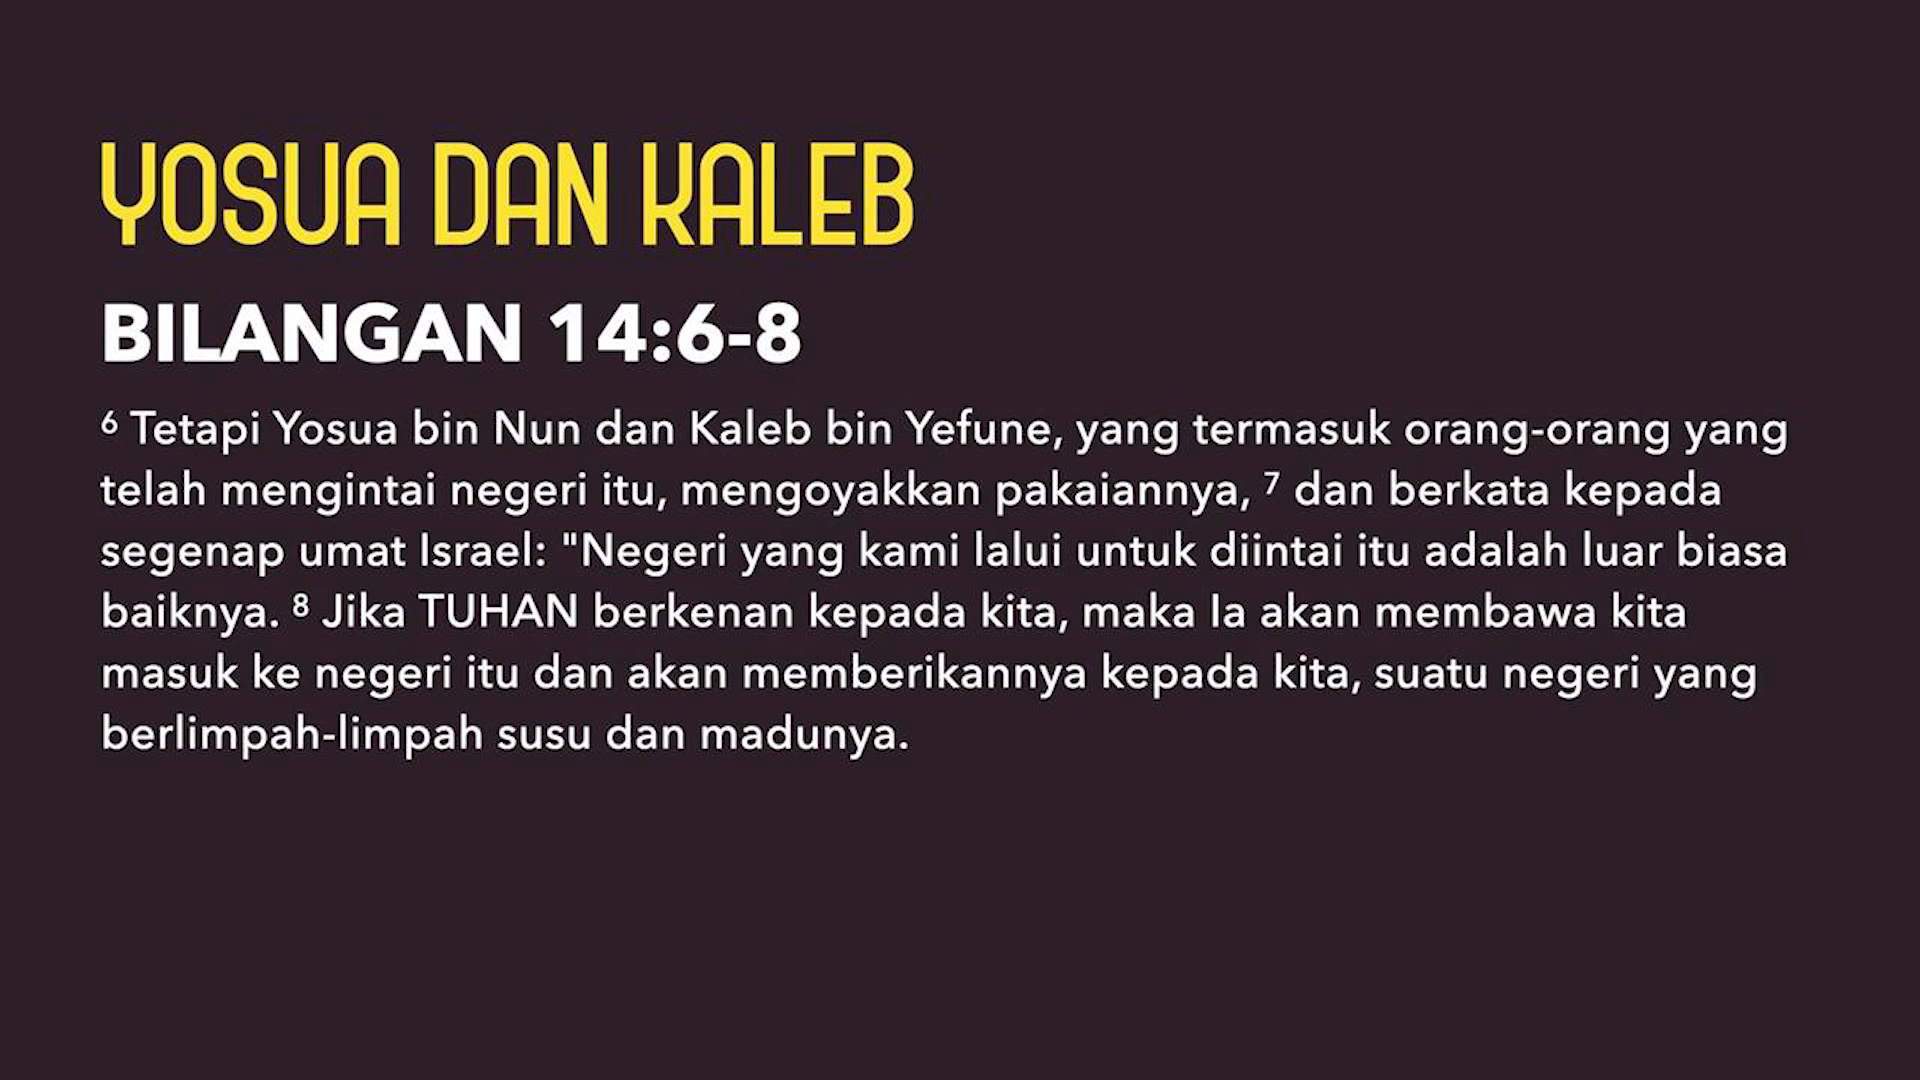 YOSUA DAN KALEB
BILANGAN 14:6-8
⁶ Tetapi Yosua bin Nun dan Kaleb bin Yefune, yang termasuk orang-orang yang
telah mengintai negeri itu, mengoyakkan pakaiannya, ⁷ dan berkata kepada
segenap umat Israel: "Negeri yang kami lalui untuk diintai itu adalah luar biasa
baiknya. ⁸ Jika TUHAN berkenan kepada kita, maka Ia akan membawa kita
masuk ke negeri itu dan akan memberikannya kepada kita, suatu negeri yang
berlimpah-limpah susu dan madunya.